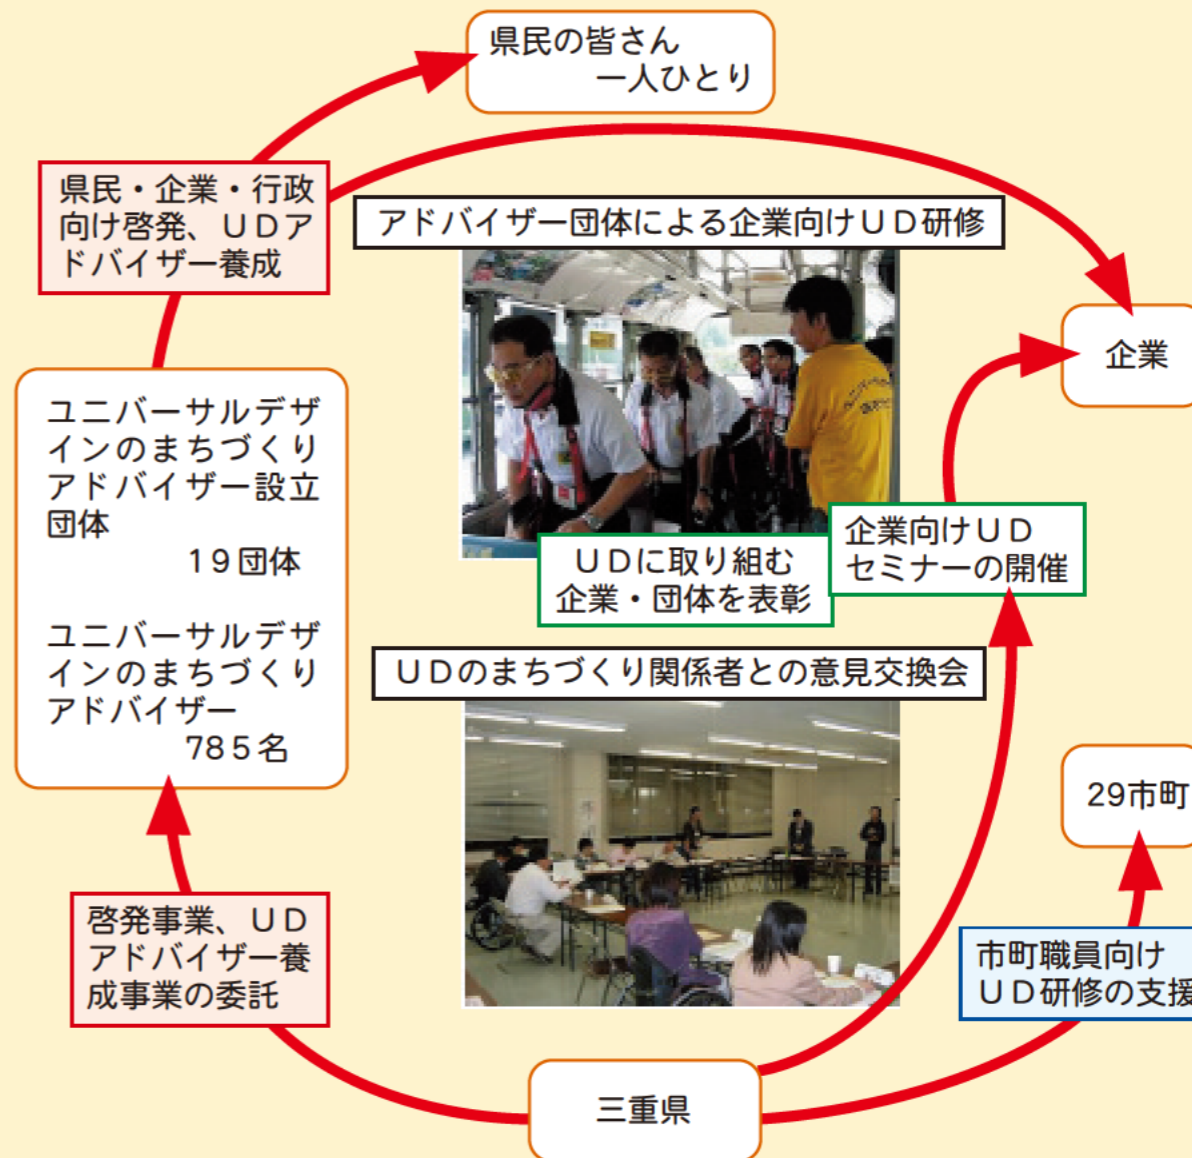 県民の皆さん
一人ひとり
県民・企業・行政
向け啓発、ＵＤア
ドバイザー養成
アドバイザー団体による企業向けＵＤ研修
企業
ユニバーサルデザ
インのまちづくり
アドバイザー設立
団体
19団体
ユニバーサルデザ
インのまちづくり
アドバイザー
785名
ＵＤに取り組む
企業・団体を表彰
企業向けＵＤ
セミナーの開催
ＵＤのまちづくり関係者との意見交換会
29市町
啓発事業、ＵＤ
アドバイザー養
成事業の委託
市町職員向け
ＵＤ研修の支援
三重県